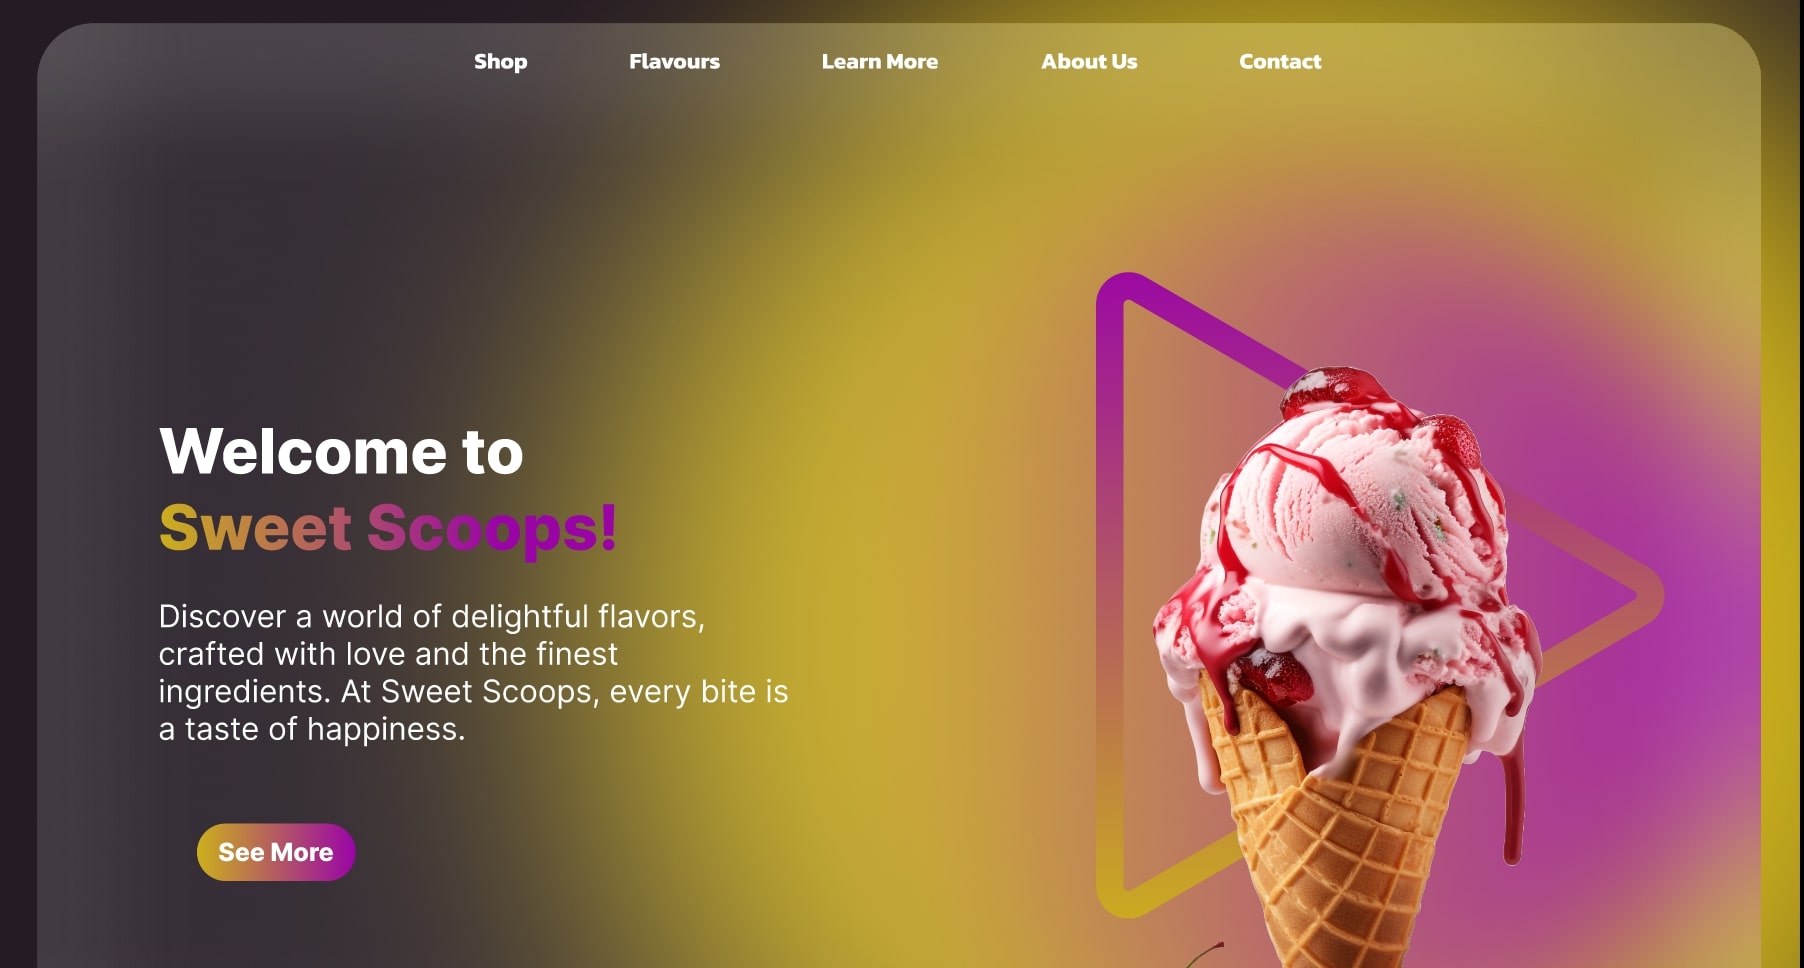 Shop Flavours Learn More About Us Contact
Welcome to
Sweet Scoops!
Discover a world of delightful flavors,
crafted with love and the finest
ingredients. At Sweet Scoops, every bite is
a taste of happiness.
See More